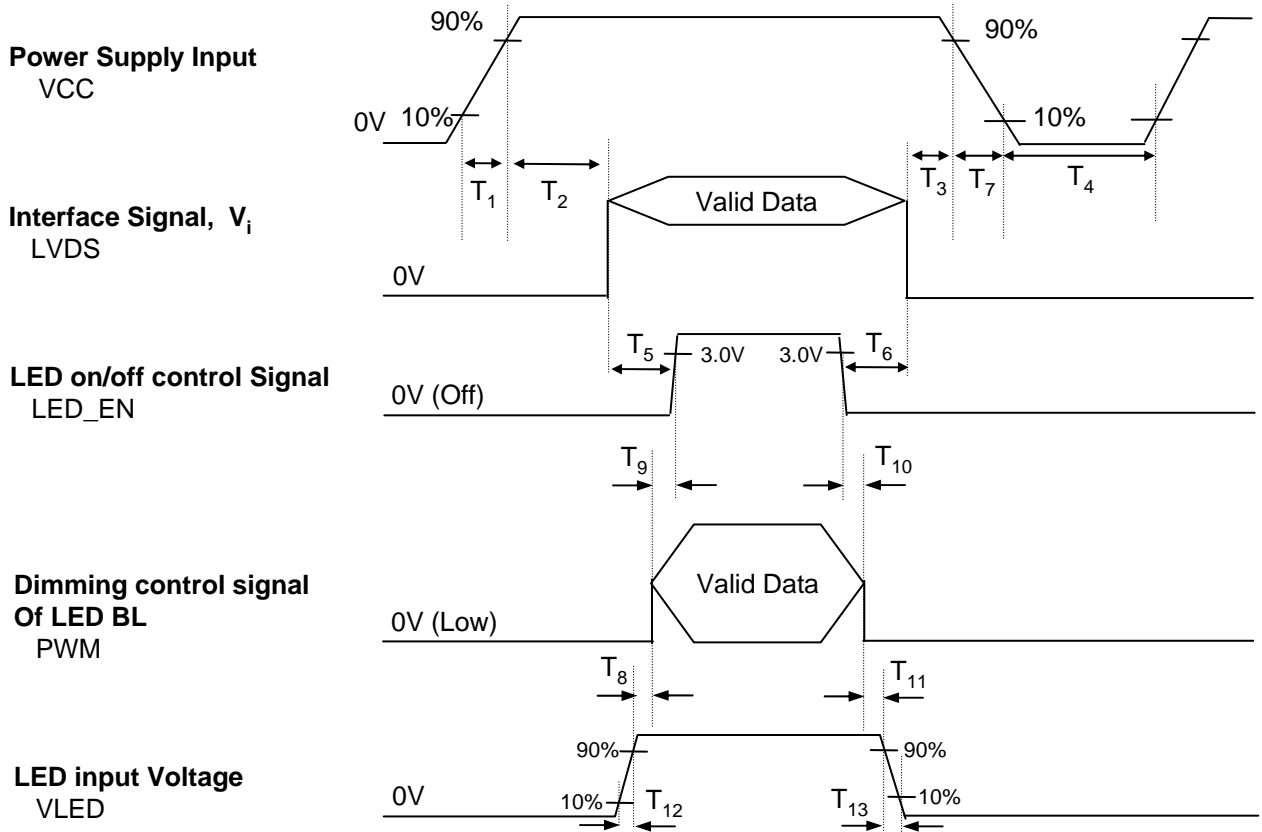 90% 90%
Power Supply Input
VCC
0V 10% 10%
T1 T2 T3 T7 T4
Valid Data
Interface Signal, Vi
LVDS
0V
T5 3.0V 3.0V T6
LED on/off control Signal
LED_EN
0V (Off)
T9 T10
Valid Data
Dimming control signal
Of LED BL
PWM
0V (Low)
T8 T11
90% 90%
LED input Voltage
VLED
0V
10% T12 T13 10%